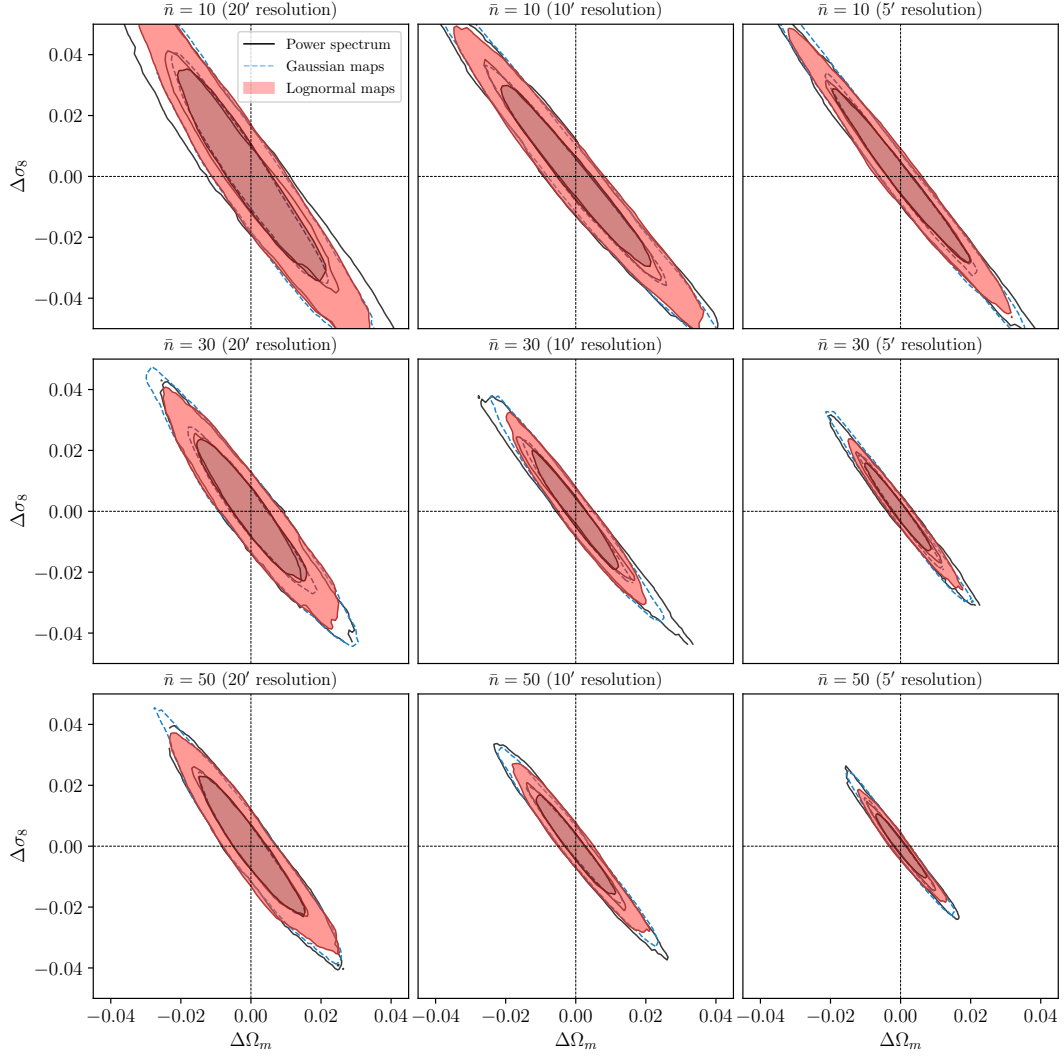 n̄ = 10 (20′ resolution)
n̄ = 10 (10′ resolution)
n̄ = 10 (5′ resolution)
Power spectrum
Gaussian maps
Lognormal maps
0.04
0.02
0.00
−0.02
−0.04
Δσ₈
n̄ = 30 (20′ resolution)
n̄ = 30 (10′ resolution)
n̄ = 30 (5′ resolution)
0.04
0.02
0.00
−0.02
−0.04
Δσ₈
n̄ = 50 (20′ resolution)
n̄ = 50 (10′ resolution)
n̄ = 50 (5′ resolution)
0.04
0.02
0.00
−0.02
−0.04
Δσ₈
−0.04 −0.02 0.00 0.02 0.04
−0.04 −0.02 0.00 0.02 0.04
−0.04 −0.02 0.00 0.02 0.04
ΔΩₘ
ΔΩₘ
ΔΩₘ